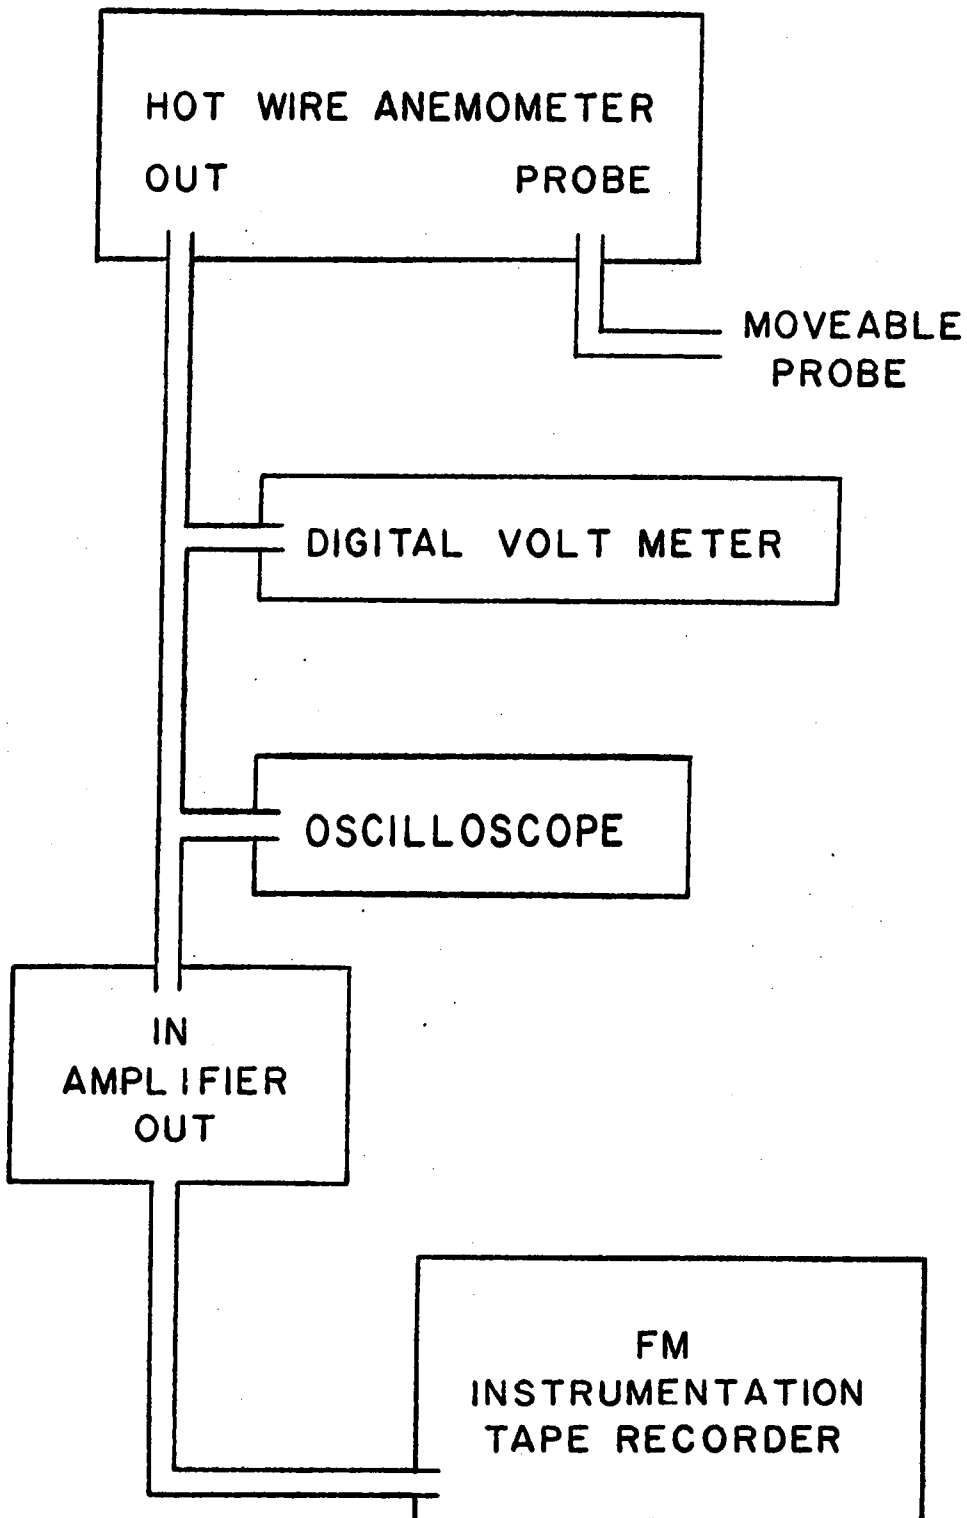 HOT WIRE ANEMOMETER
OUT PROBE
MOVEABLE
PROBE
DIGITAL VOLT METER
OSCILLOSCOPE
IN
AMPLIFIER
OUT
FM
INSTRUMENTATION
TAPE RECORDER